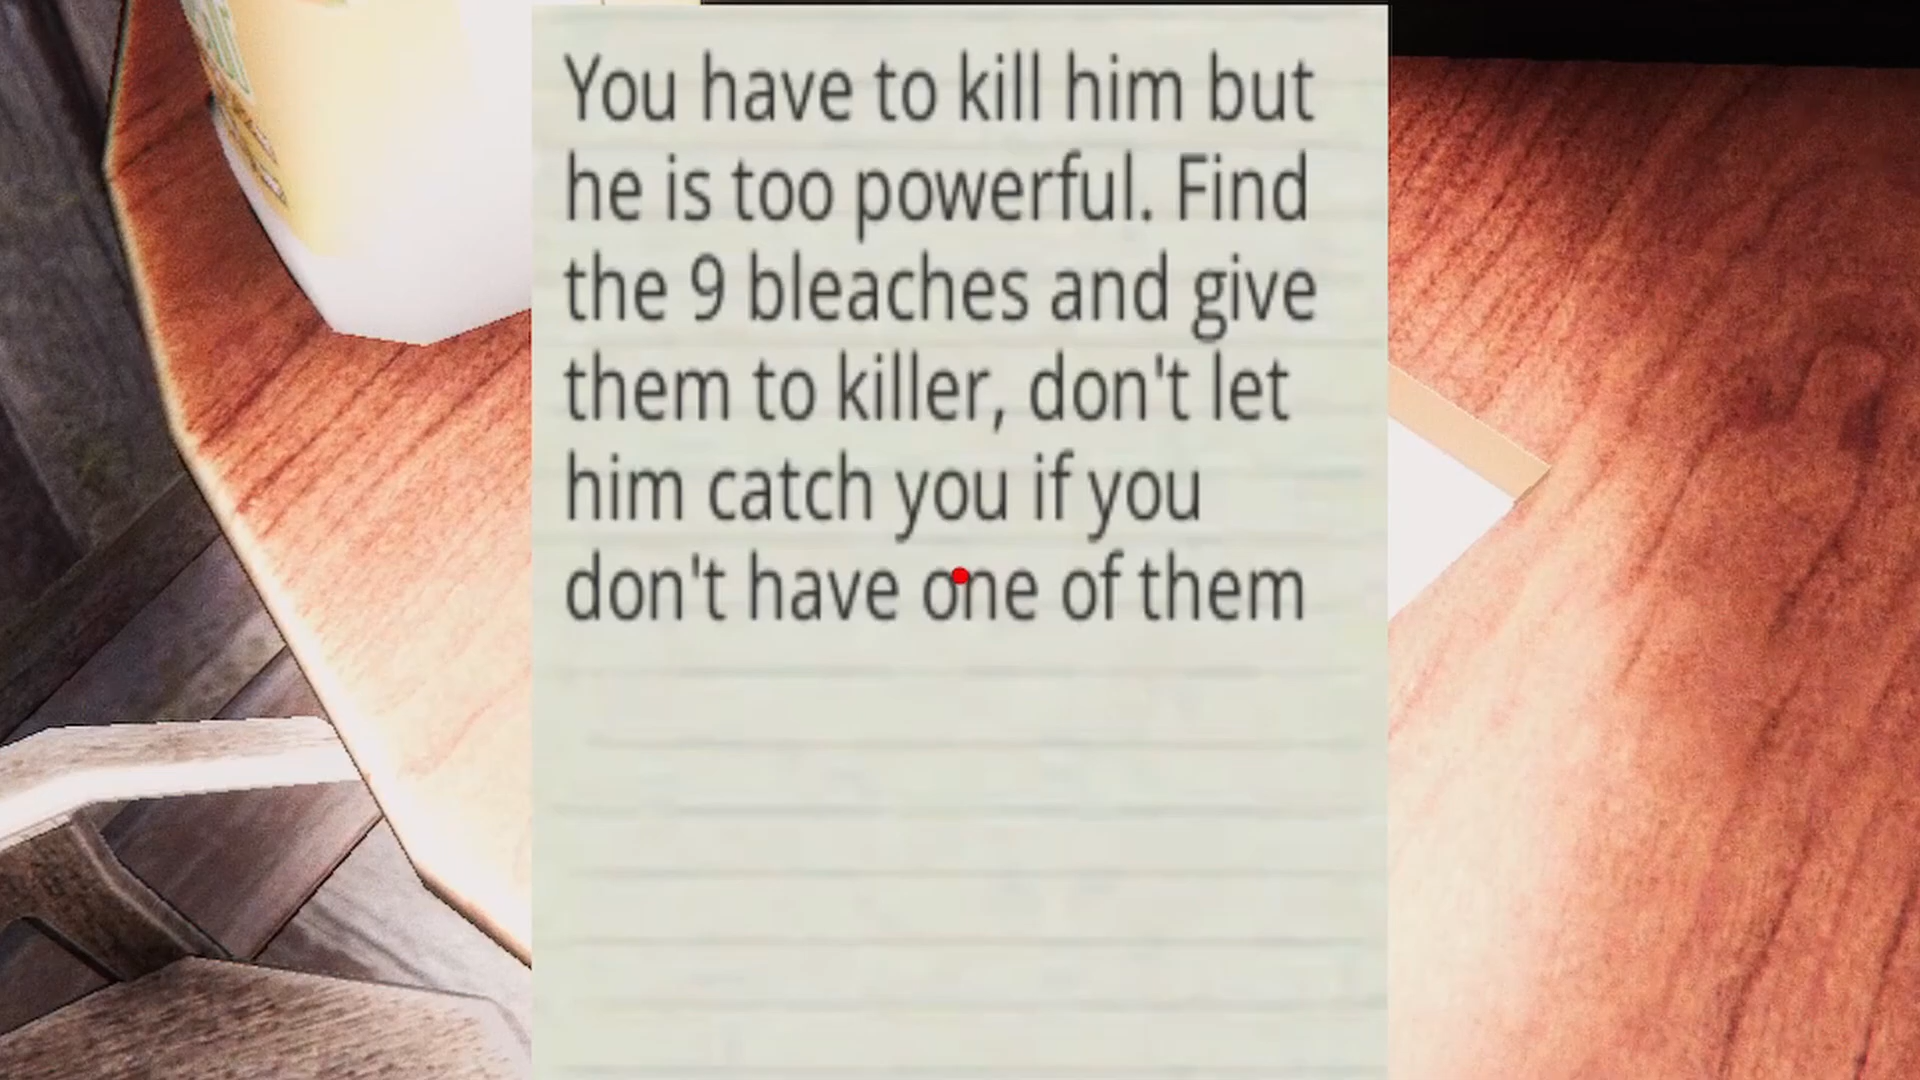 You have to kill him but
he is too powerful. Find
the 9 bleaches and give
them to killer, don't let
him catch you if you
don't have one of them